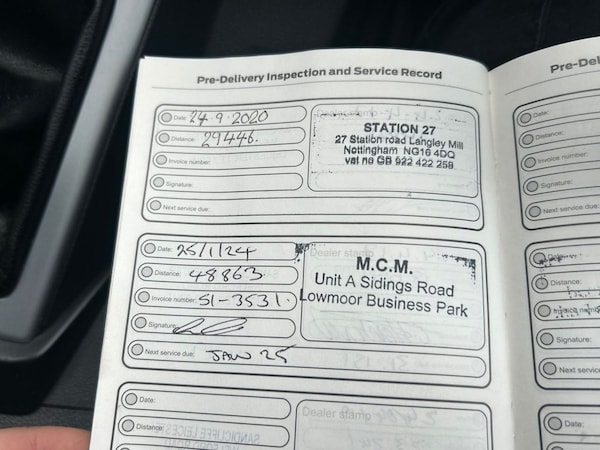 Pre-Delivery Inspection and Service Record
Date: 24.9.2020
Distance: 29446.
Invoice number:
Signature:
Next service due:
STATION 27
27 Station road Langley Mill
Nottingham NG16 4DQ
vat no GB 922 422 258
Date: 25/1/24
Distance: 48863
Invoice number: SI-3531.
Signature:
Next service due: JAN 25
Dealer stamp
M.C.M.
Unit A Sidings Road
Lowmoor Business Park
Date:
Distance:
Dealer stamp
Pre-Del
Date:
Distance:
Invoice number:
Signature:
Next service
Date:
Distance:
Invoice num
Signature:
Next service
Date:
Distance: